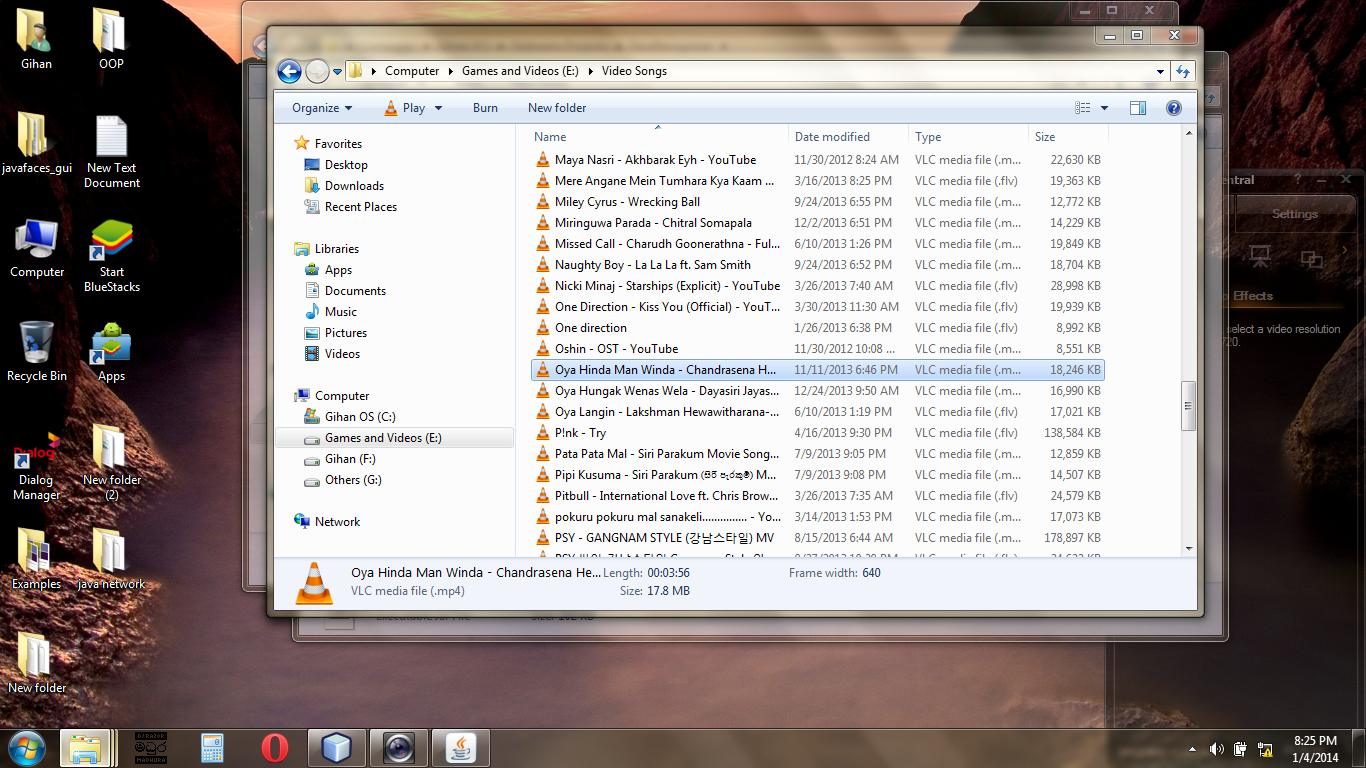 Gihan
OOP
javafaces_gui
New Text
Document
Computer
Start
BlueStacks
Recycle Bin
Apps
Dialog
Dialog
Manager
New folder
(2)
Examples
java network
New folder
Computer
Games and Videos (E:)
Video Songs
Organize
Play
Burn
New folder
Favorites
Desktop
Downloads
Recent Places
Libraries
Apps
Documents
Music
Pictures
Videos
Computer
Gihan OS (C:)
Games and Videos (E:)
Gihan (F:)
Others (G:)
Network
Name Date modified Type Size
Maya Nasri - Akhbarak Eyh - YouTube 11/30/2012 8:24 AM VLC media file (.m... 22,630 KB
Mere Angane Mein Tumhara Kya Kaam ... 3/16/2013 8:25 PM VLC media file (.flv) 19,363 KB
Miley Cyrus - Wrecking Ball 9/24/2013 6:55 PM VLC media file (.m... 12,772 KB
Miringuwa Parada - Chitral Somapala 12/2/2013 6:51 PM VLC media file (.m... 14,229 KB
Missed Call - Charudh Goonerathna - Ful... 6/10/2013 1:26 PM VLC media file (.m... 19,849 KB
Naughty Boy - La La La ft. Sam Smith 9/24/2013 6:52 PM VLC media file (.m... 18,704 KB
Nicki Minaj - Starships (Explicit) - YouTube 3/26/2013 7:40 AM VLC media file (.flv) 28,998 KB
One Direction - Kiss You (Official) - YouT... 3/30/2013 11:30 AM VLC media file (.flv) 19,939 KB
One direction 1/26/2013 6:38 PM VLC media file (.flv) 8,992 KB
Oshin - OST - YouTube 11/30/2012 10:08 ... VLC media file (.m... 8,551 KB
Oya Hinda Man Winda - Chandrasena H... 11/11/2013 6:46 PM VLC media file (.m... 18,246 KB
Oya Hungak Wenas Wela - Dayasiri Jayas... 12/24/2013 9:50 AM VLC media file (.m... 16,990 KB
Oya Langin - Lakshman Hewawitharana-... 6/10/2013 1:19 PM VLC media file (.m... 17,021 KB
P!nk - Try 4/16/2013 9:30 PM VLC media file (.flv) 138,584 KB
Pata Pata Mal - Siri Parakum Movie Song... 7/9/2013 9:05 PM VLC media file (.m... 12,859 KB
Pipi Kusuma - Siri Parakum (සිරි පැරකුම්) M... 7/9/2013 9:08 PM VLC media file (.m... 14,507 KB
Pitbull - International Love ft. Chris Brow... 3/26/2013 7:35 AM VLC media file (.flv) 24,579 KB
pokuru pokuru mal sanakeli............... - Yo... 3/14/2013 1:53 PM VLC media file (.m... 17,073 KB
PSY - GANGNAM STYLE (강남스타일) MV 8/15/2013 6:44 AM VLC media file (.m... 178,897 KB
Oya Hinda Man Winda - Chandrasena He... Length: 00:03:56 Frame width: 640
VLC media file (.mp4) Size: 17.8 MB
Executable Jar File Size: 162 KB
entral
Settings
Effects
select a video resolution
720.
මධුර
MADHURA
8:25 PM
1/4/2014